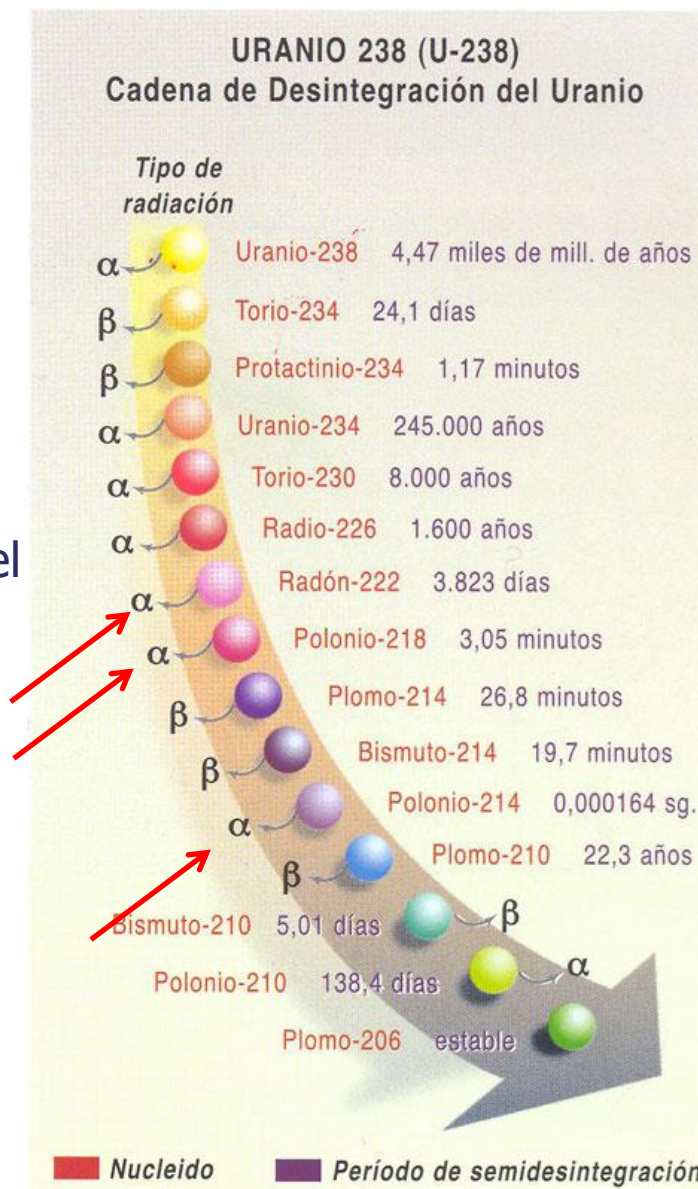 URANIO 238 (U-238)
Cadena de Desintegración del Uranio
Tipo de
radiación
α Uranio-238 4,47 miles de mill. de años
β Torio-234 24,1 días
β Protactinio-234 1,17 minutos
α Uranio-234 245.000 años
α Torio-230 8.000 años
α Radio-226 1.600 años
el
α Radón-222 3.823 días
α Polonio-218 3,05 minutos
β Plomo-214 26,8 minutos
β Bismuto-214 19,7 minutos
α Polonio-214 0,000164 sg.
β Plomo-210 22,3 años
Bismuto-210 5,01 días β
Polonio-210 138,4 días α
Plomo-206 estable
Nucleido Período de semidesintegración